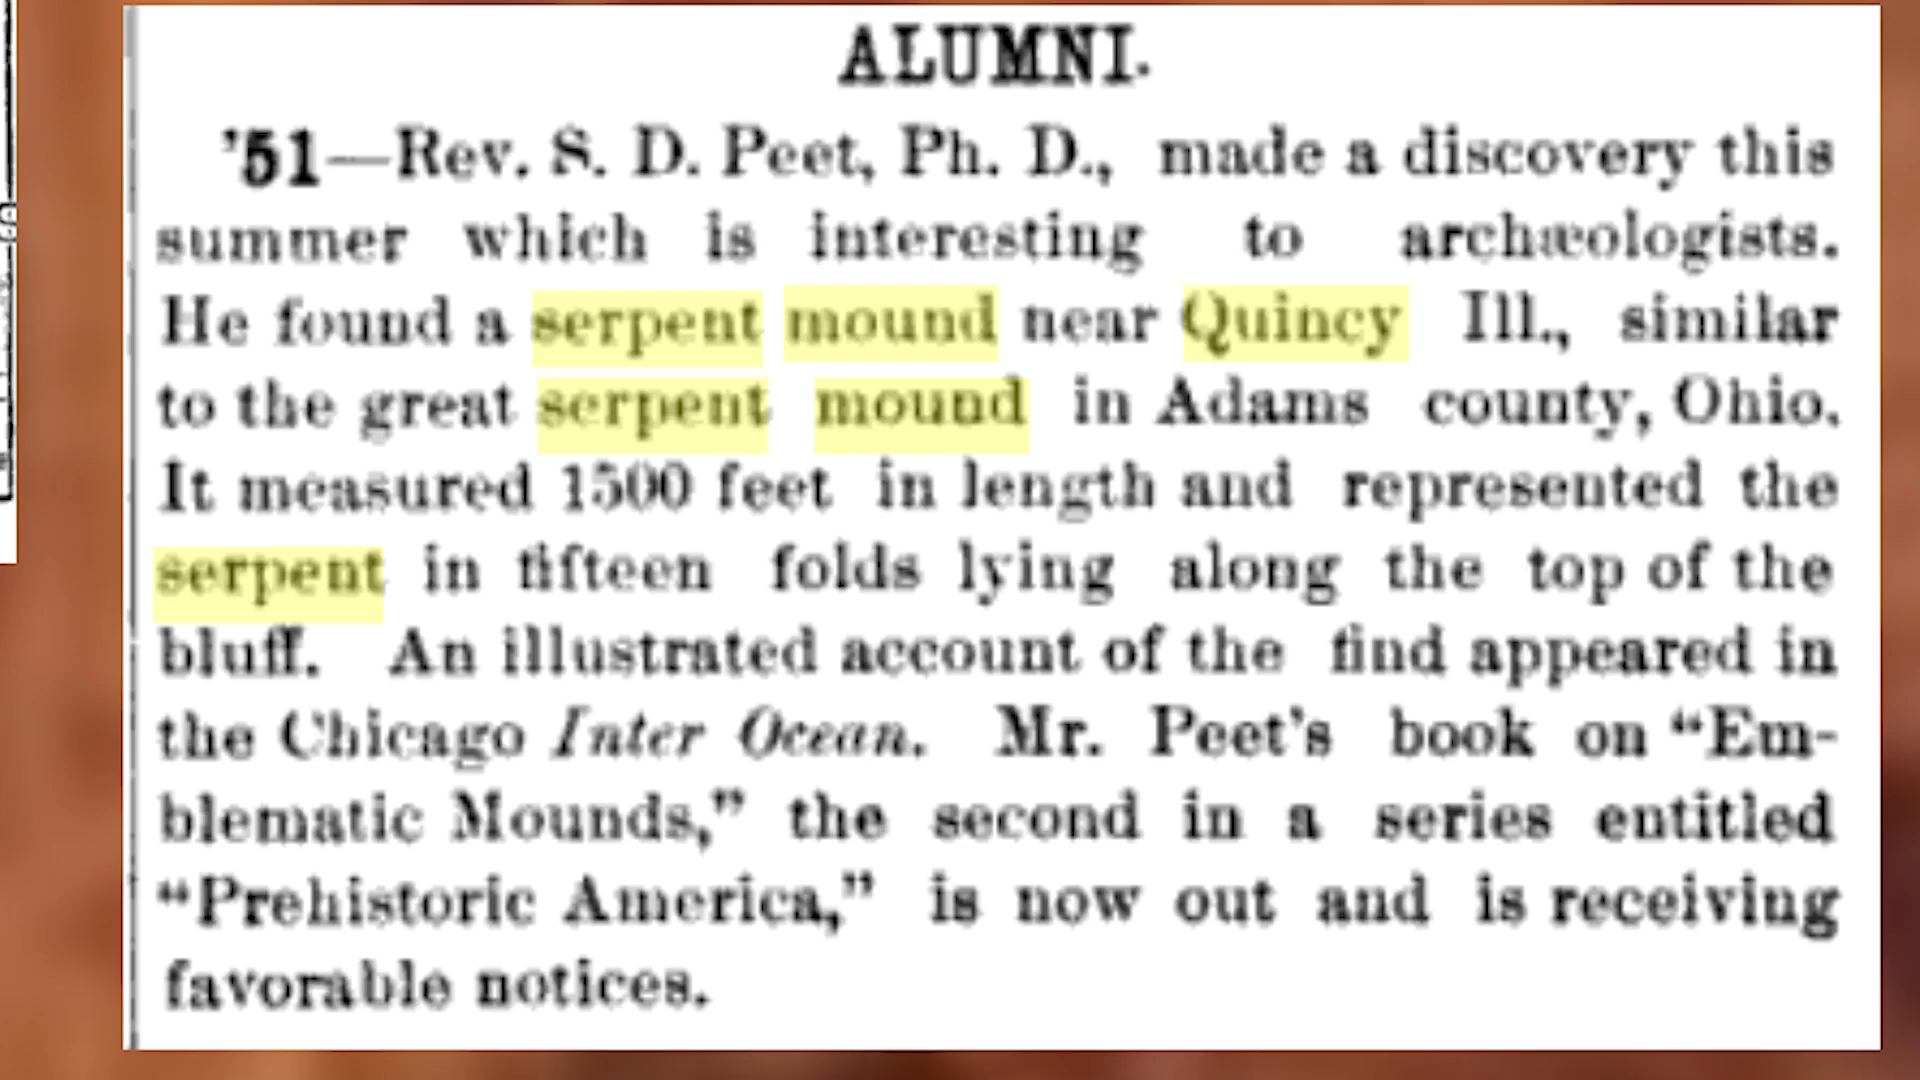 ALUMNI.
'51—Rev. S. D. Peet, Ph. D., made a discovery this
summer which is interesting to archæologists.
He found a serpent mound near Quincy Ill., similar
to the great serpent mound in Adams county, Ohio.
It measured 1500 feet in length and represented the
serpent in fifteen folds lying along the top of the
bluff. An illustrated account of the find appeared in
the Chicago Inter Ocean. Mr. Peet's book on “Em-
blematic Mounds,” the second in a series entitled
“Prehistoric America,” is now out and is receiving
favorable notices.